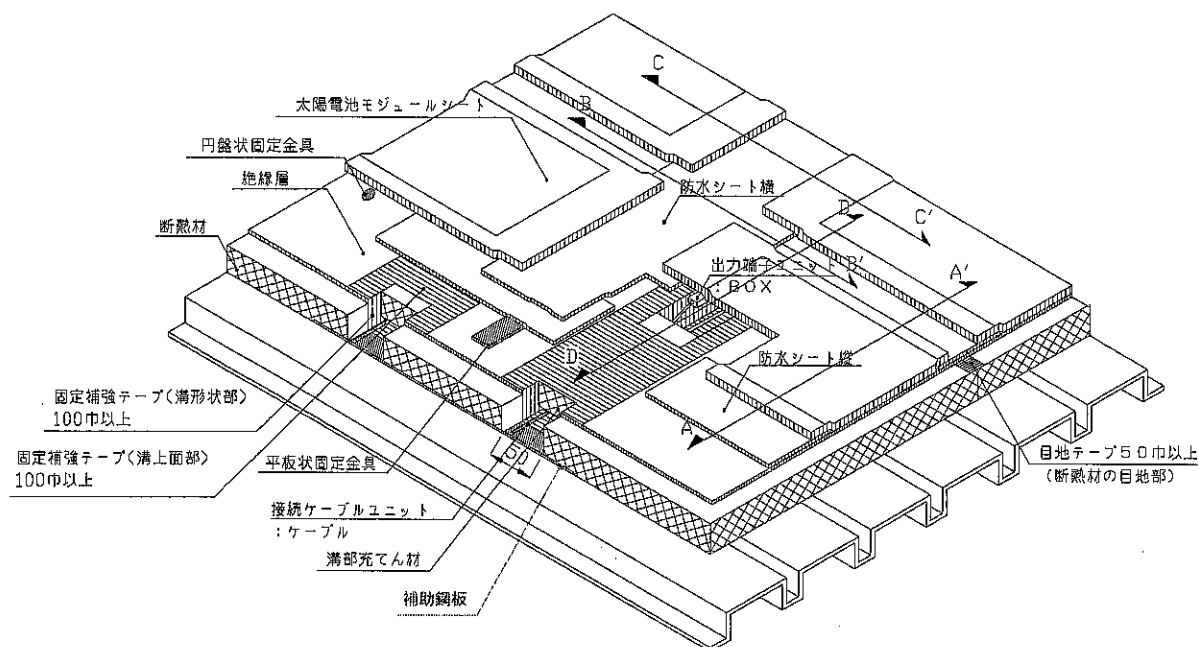 C
太陽電池モジュールシート
B
円盤状固定金具
絶縁層
防水シート横
D
C'
断熱材
出力端子ユニット
:BOX
B'
A'
D
防水シート縦
固定補強テープ(溝形状部)
100巾以上
A
固定補強テープ(溝上面部)
100巾以上
平板状固定金具
50
目地テープ50巾以上
(断熱材の目地部)
接続ケーブルユニット
:ケーブル
溝部充てん材
補助鋼板